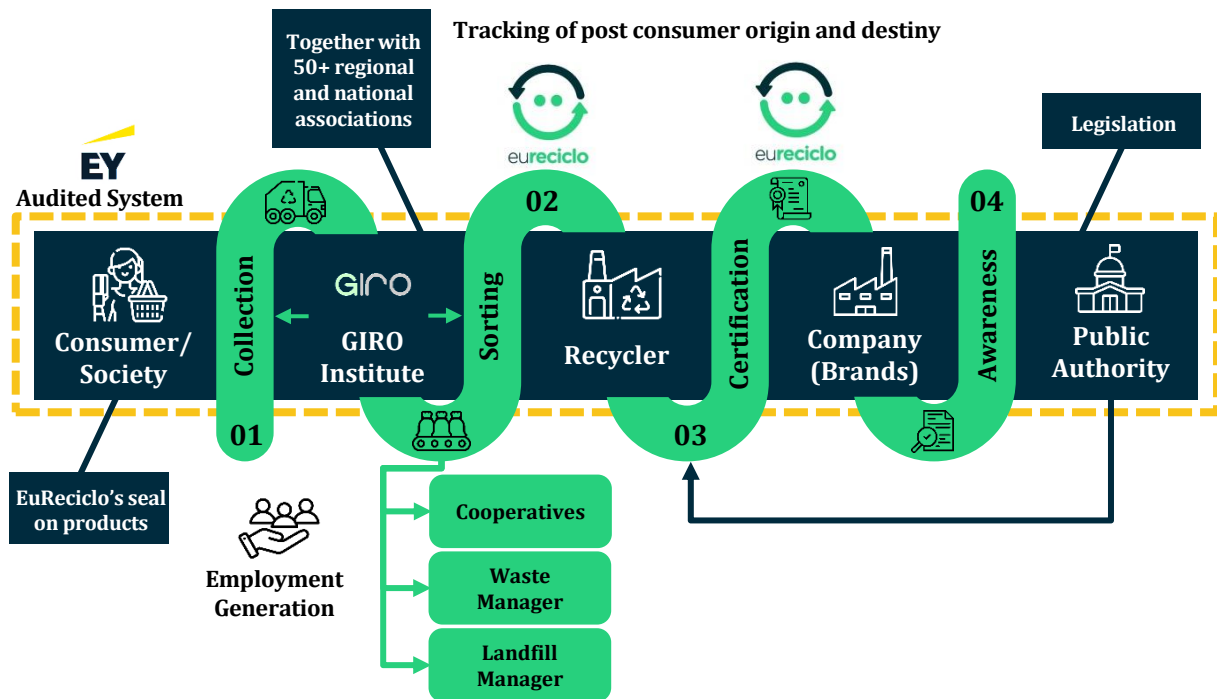 Tracking of post consumer origin and destiny
Together with
50+ regional
and national
associations
eureciclo
eureciclo
Legislation
EY
Audited System
02
04
Collection
Sorting
Certification
Awareness
GIRO
Consumer/
Society
GIRO
Institute
Recycler
Company
(Brands)
Public
Authority
01
03
EuReciclo's seal
on products
Employment
Generation
Cooperatives
Waste
Manager
Landfill
Manager